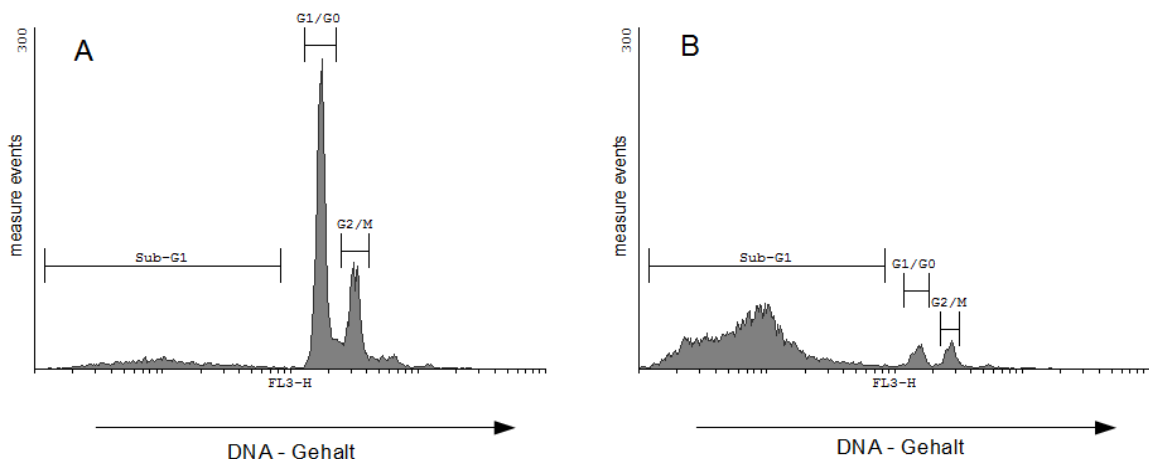 A
300
measure events
G1/G0
G2/M
Sub-G1
FL3-H
DNA - Gehalt
B
300
measure events
Sub-G1
G1/G0
G2/M
FL3-H
DNA - Gehalt